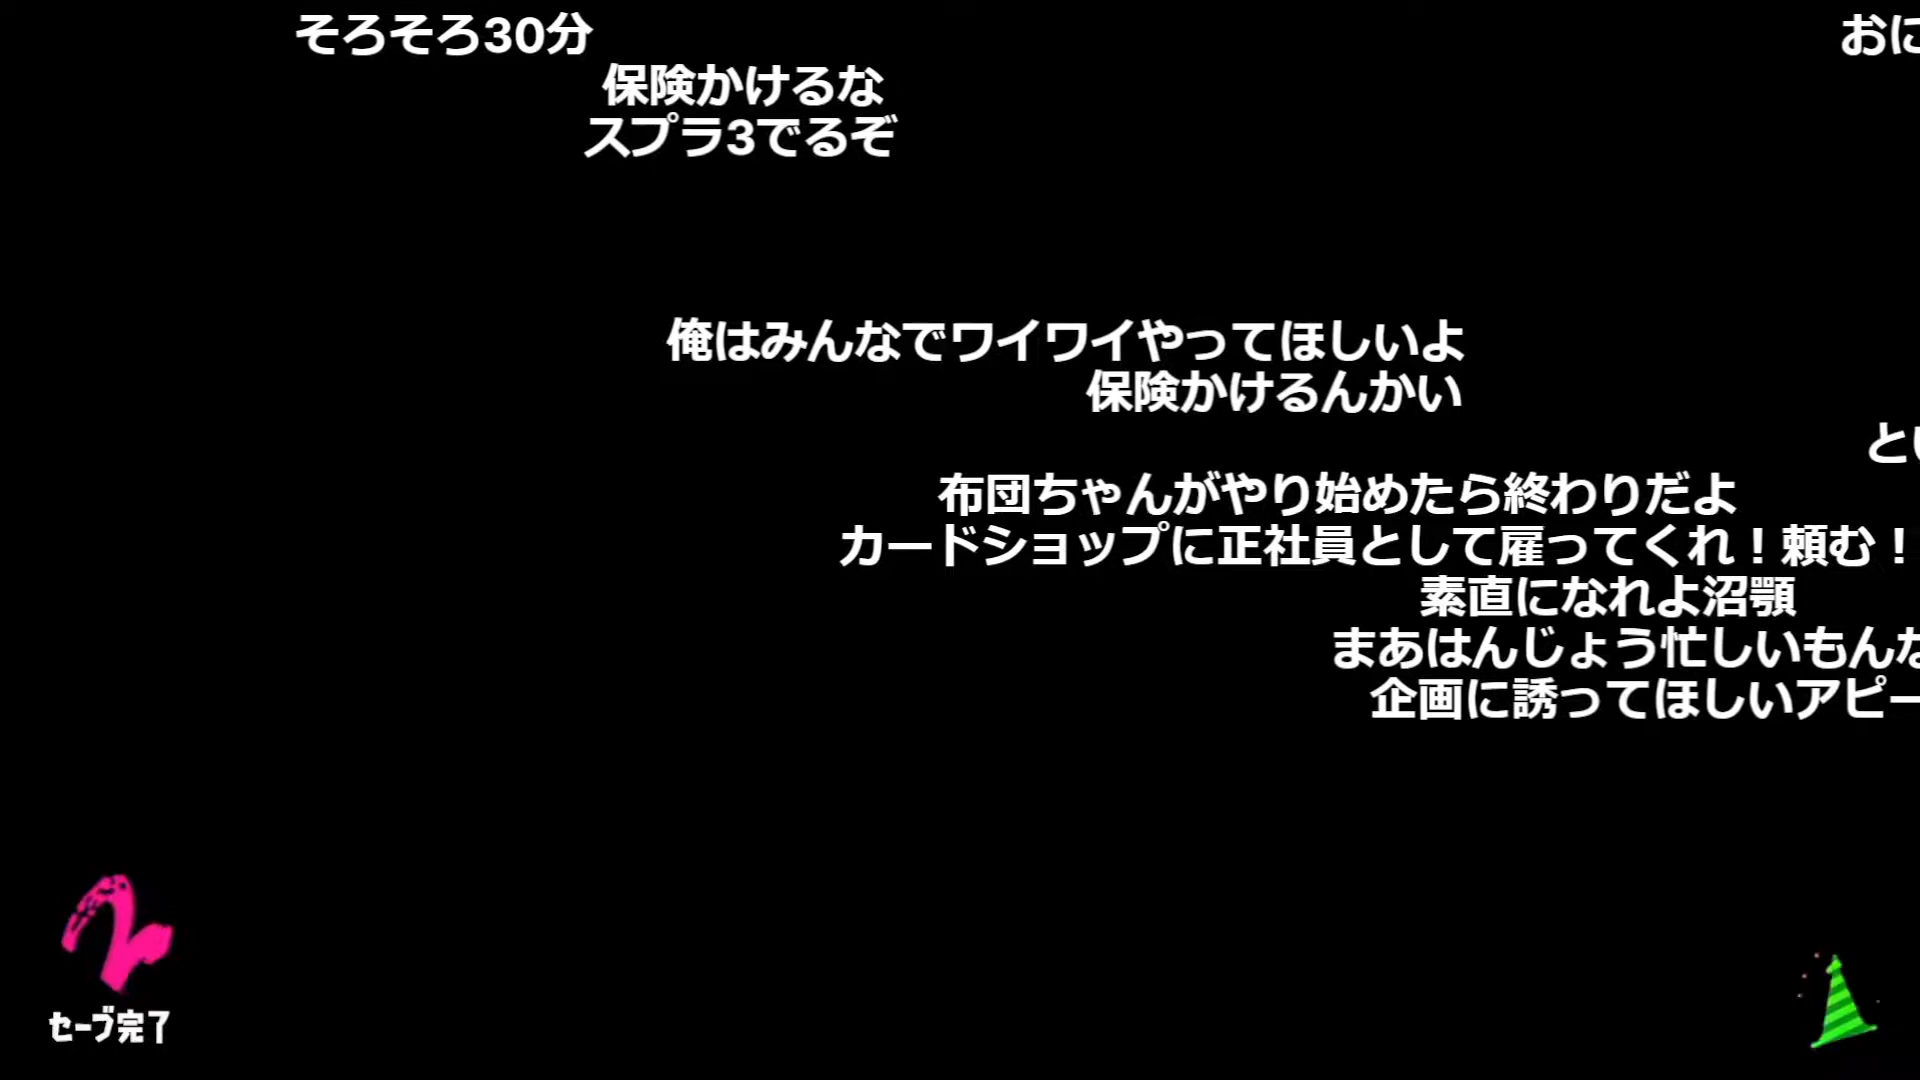 そろそろ30分
おに
保険かけるな
スプラ3でるぞ
俺はみんなでワイワイやってほしいよ
保険かけるんかい
とい
布団ちゃんがやり始めたら終わりだよ
カードショップに正社員として雇ってくれ！頼む！
素直になれよ沼顎
まあはんじょう忙しいもんな
企画に誘ってほしいアピー
セーブ完了